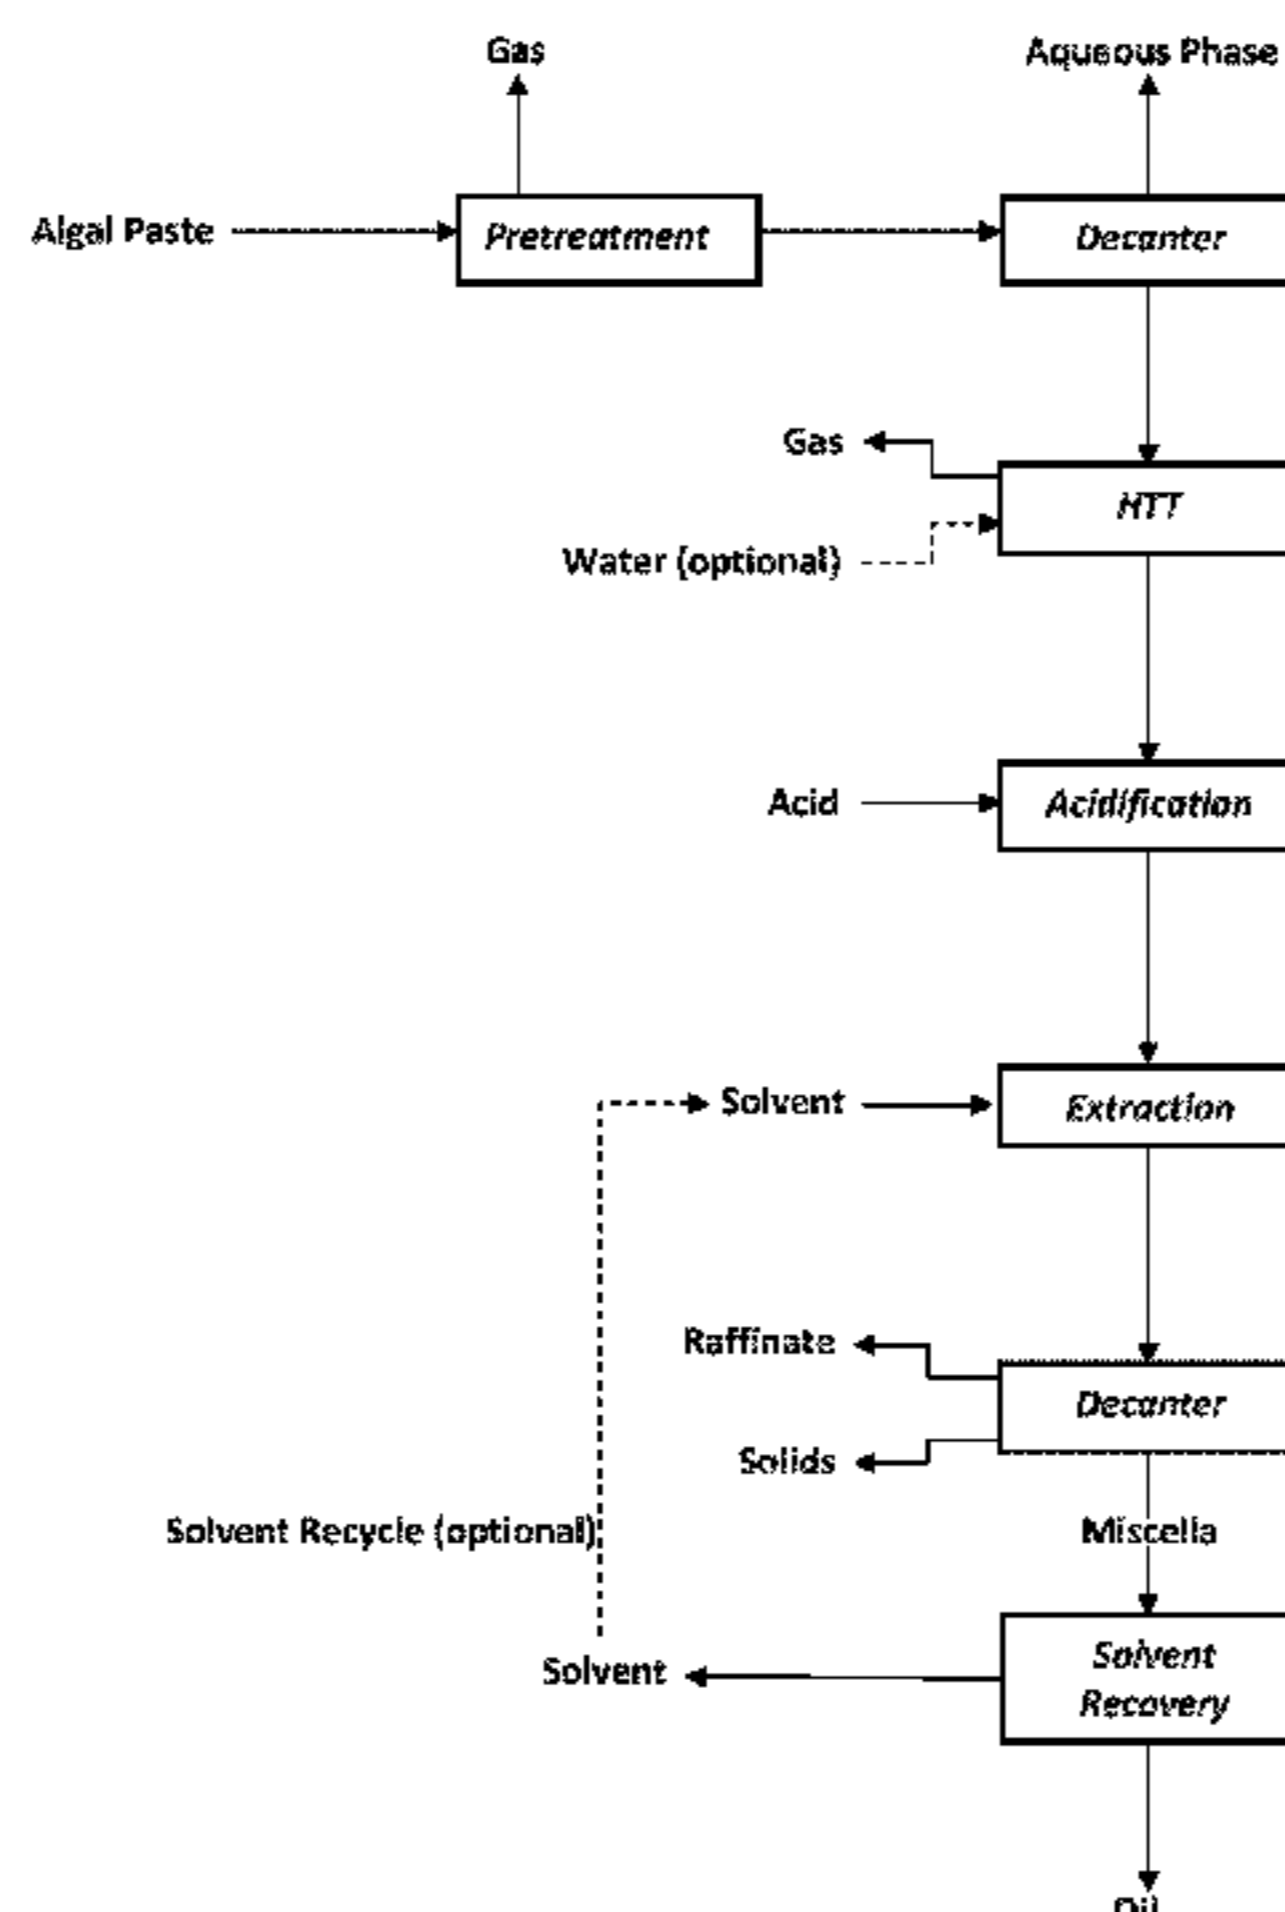 Gas
Aqueous Phase
Algal Paste
Pretreatment
Decanter
Gas
HTT
Water (optional)
Acid
Acidification
Solvent
Extraction
Raffinate
Decanter
Solids
Solvent Recycle (optional)
Miscella
Solvent
Solvent
Recovery
Oil